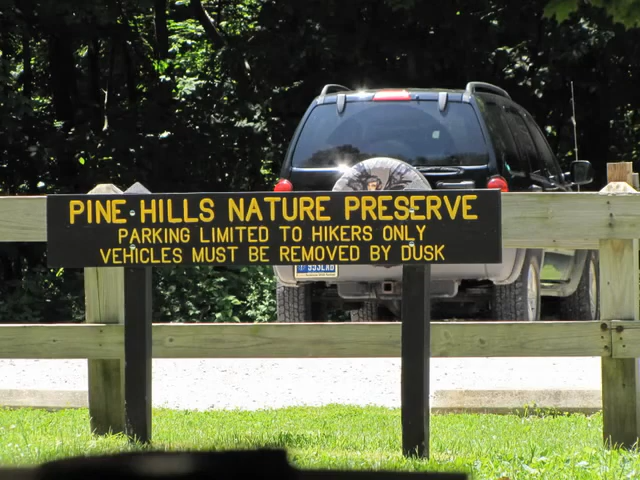 PINE HILLS NATURE PRESERVE
PARKING LIMITED TO HIKERS ONLY
VEHICLES MUST BE REMOVED BY DUSK